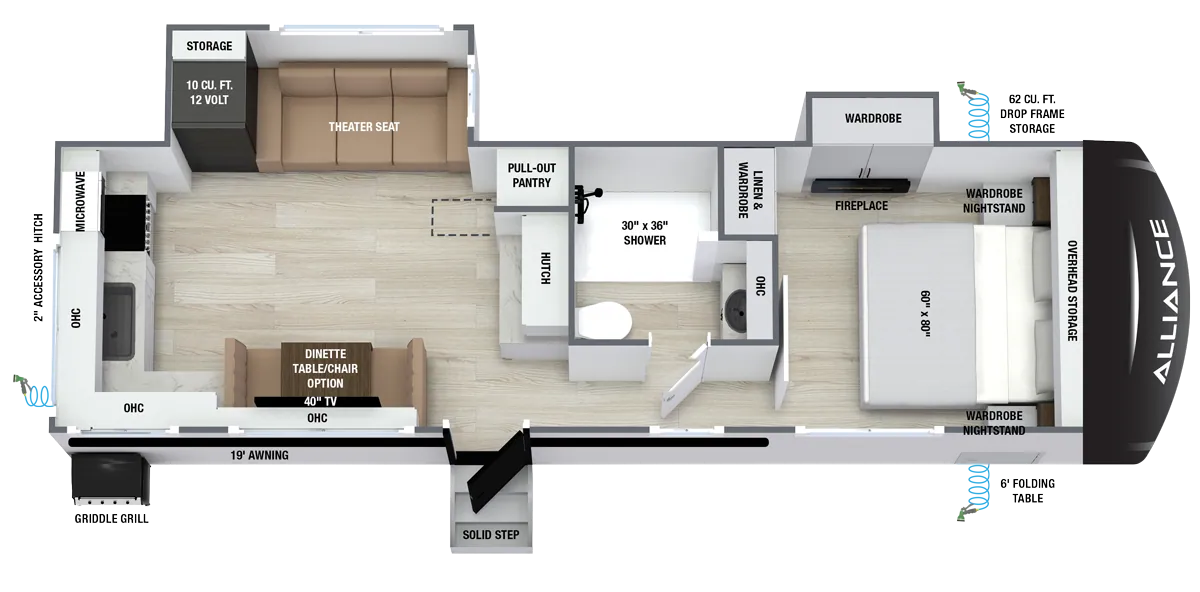 STORAGE
10 CU. FT.
12 VOLT
THEATER SEAT
WARDROBE
62 CU. FT.
DROP FRAME
STORAGE
PULL-OUT
PANTRY
MICROWAVE
LINEN &
WARDROBE
FIREPLACE
WARDROBE
NIGHTSTAND
30" x 36"
SHOWER
2" ACCESSORY HITCH
OHC
HUTCH
OHC
60" x 80"
OVERHEAD STORAGE
ALLIANCE
DINETTE
TABLE/CHAIR
OPTION
40" TV
OHC
OHC
WARDROBE
NIGHTSTAND
19' AWNING
6' FOLDING
TABLE
GRIDDLE GRILL
SOLID STEP